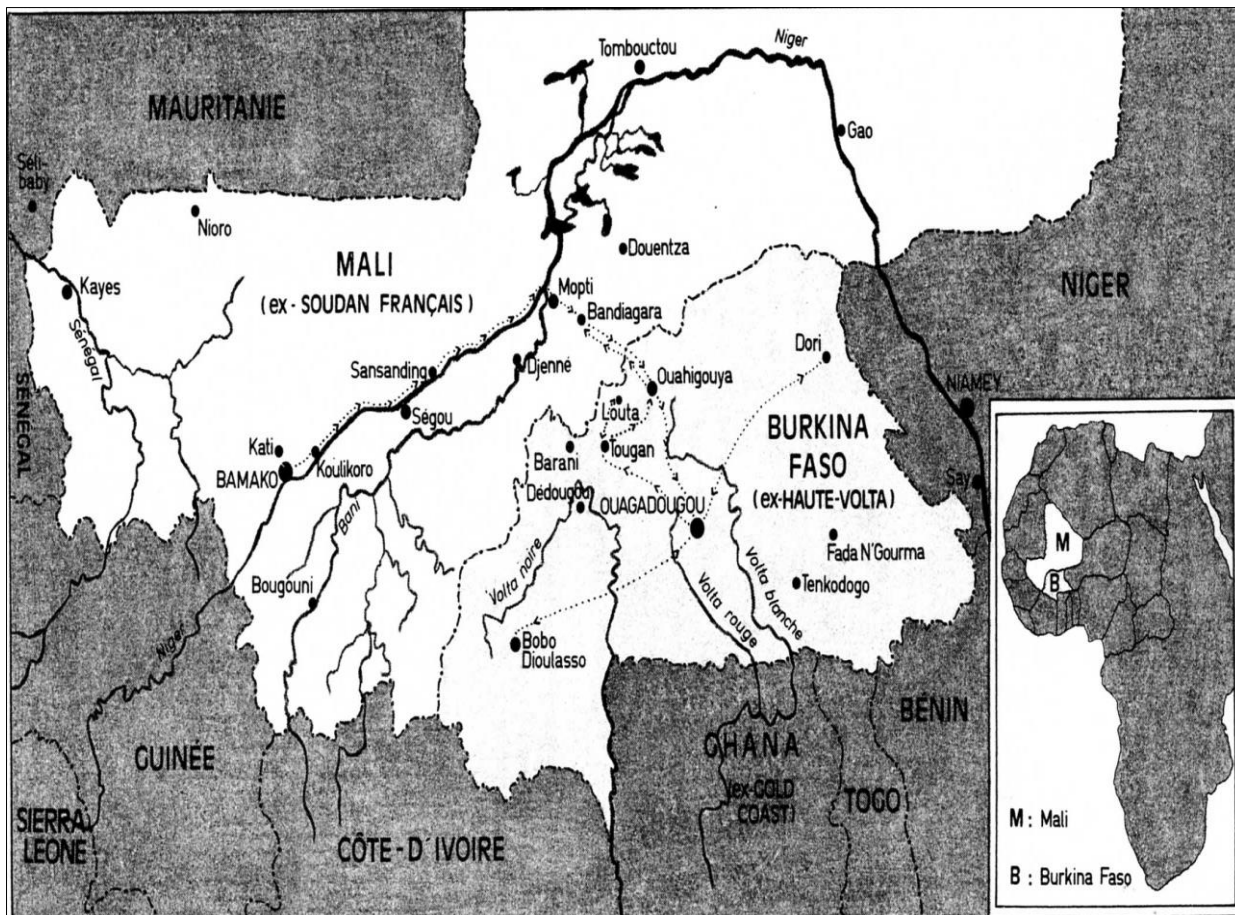 Tombouctou
Niger
MAURITANIE
Gao
Séli-
baby
Nioro
Douentza
MALI
(ex-SOUDAN FRANÇAIS)
NIGER
Kayes
Sénégal
Mopti
Bandiagara
Dori
Sansanding
Djenné
Ouahigouya
SÉNÉGAL
NIAMEY
Louta
Ségou
BURKINA
FASO
(ex-HAUTE-VOLTA)
Kati
BAMAKO
Koulikoro
Barani
Tougan
Say
Bani
Dédougou
OUAGADOUGOU
Fada N'Gourma
Volta noire
Volta blanche
Tenkodogo
Bougouni
Volta rouge
Niger
Bobo
Dioulasso
M
B
GUINÉE
BÉNIN
GHANA
(ex-GOLD
COAST)
TOGO
SIERRA
LEONE
CÔTE-D'IVOIRE
M : Mali
B : Burkina Faso